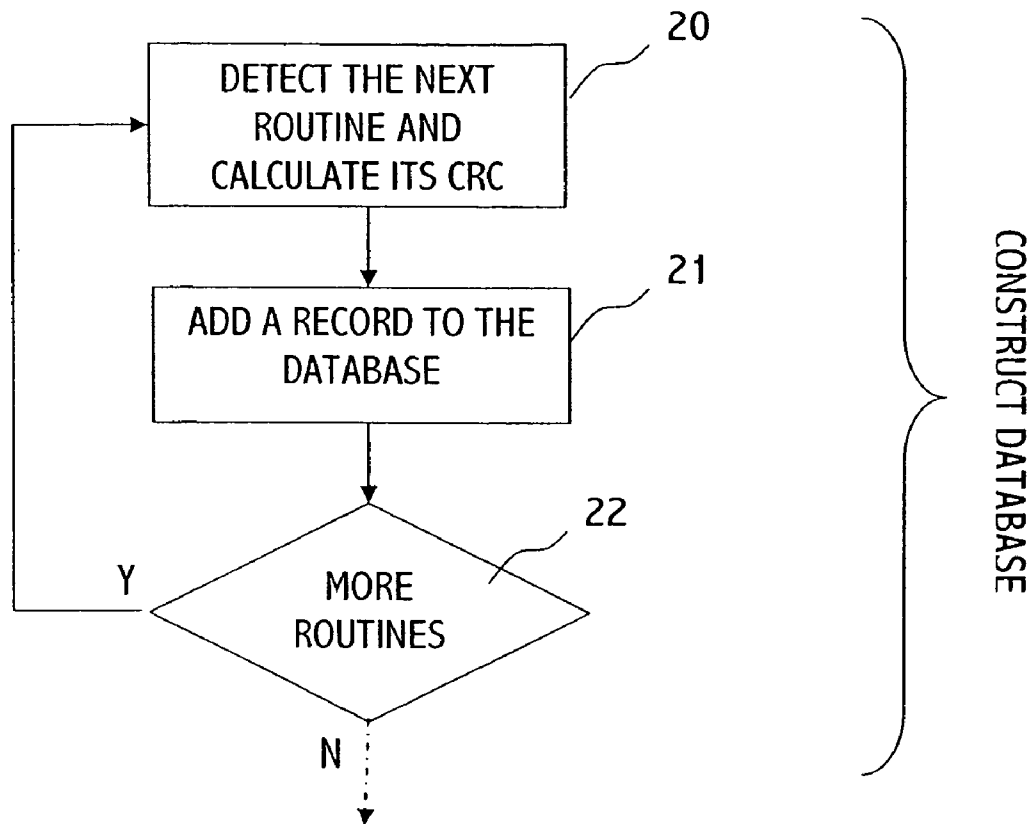 20
DETECT THE NEXT
ROUTINE AND
CALCULATE ITS CRC
21
ADD A RECORD TO THE
DATABASE
22
MORE
ROUTINES
Y
N
CONSTRUCT DATABASE